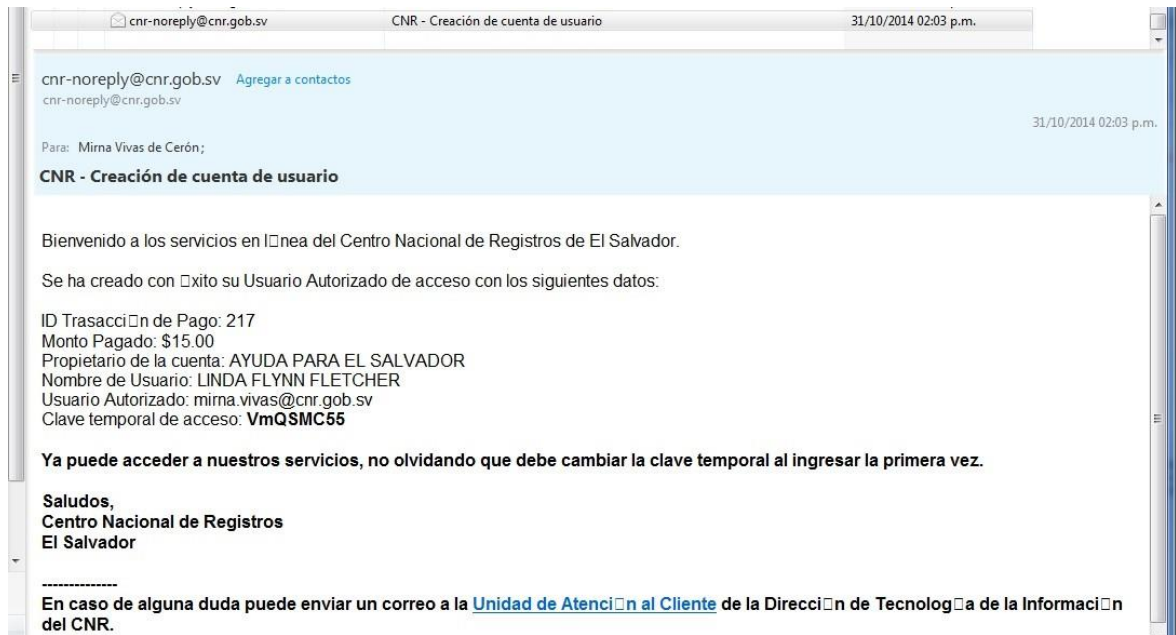 cnr-noreply@cnr.gob.sv CNR - Creación de cuenta de usuario 31/10/2014 02:03 p.m.
cnr-noreply@cnr.gob.sv Agregar a contactos
cnr-noreply@cnr.gob.sv
31/10/2014 02:03 p.m.
Para: Mirna Vivas de Cerón;
CNR - Creación de cuenta de usuario
Bienvenido a los servicios en l□nea del Centro Nacional de Registros de El Salvador.
Se ha creado con □xito su Usuario Autorizado de acceso con los siguientes datos:
ID Trasacci□n de Pago: 217
Monto Pagado: $15.00
Propietario de la cuenta: AYUDA PARA EL SALVADOR
Nombre de Usuario: LINDA FLYNN FLETCHER
Usuario Autorizado: mirna.vivas@cnr.gob.sv
Clave temporal de acceso: VmQSMC55
Ya puede acceder a nuestros servicios, no olvidando que debe cambiar la clave temporal al ingresar la primera vez.
Saludos,
Centro Nacional de Registros
El Salvador
--------------
En caso de alguna duda puede enviar un correo a la Unidad de Atenci□n al Cliente de la Direcci□n de Tecnolog□a de la Informaci□n
del CNR.